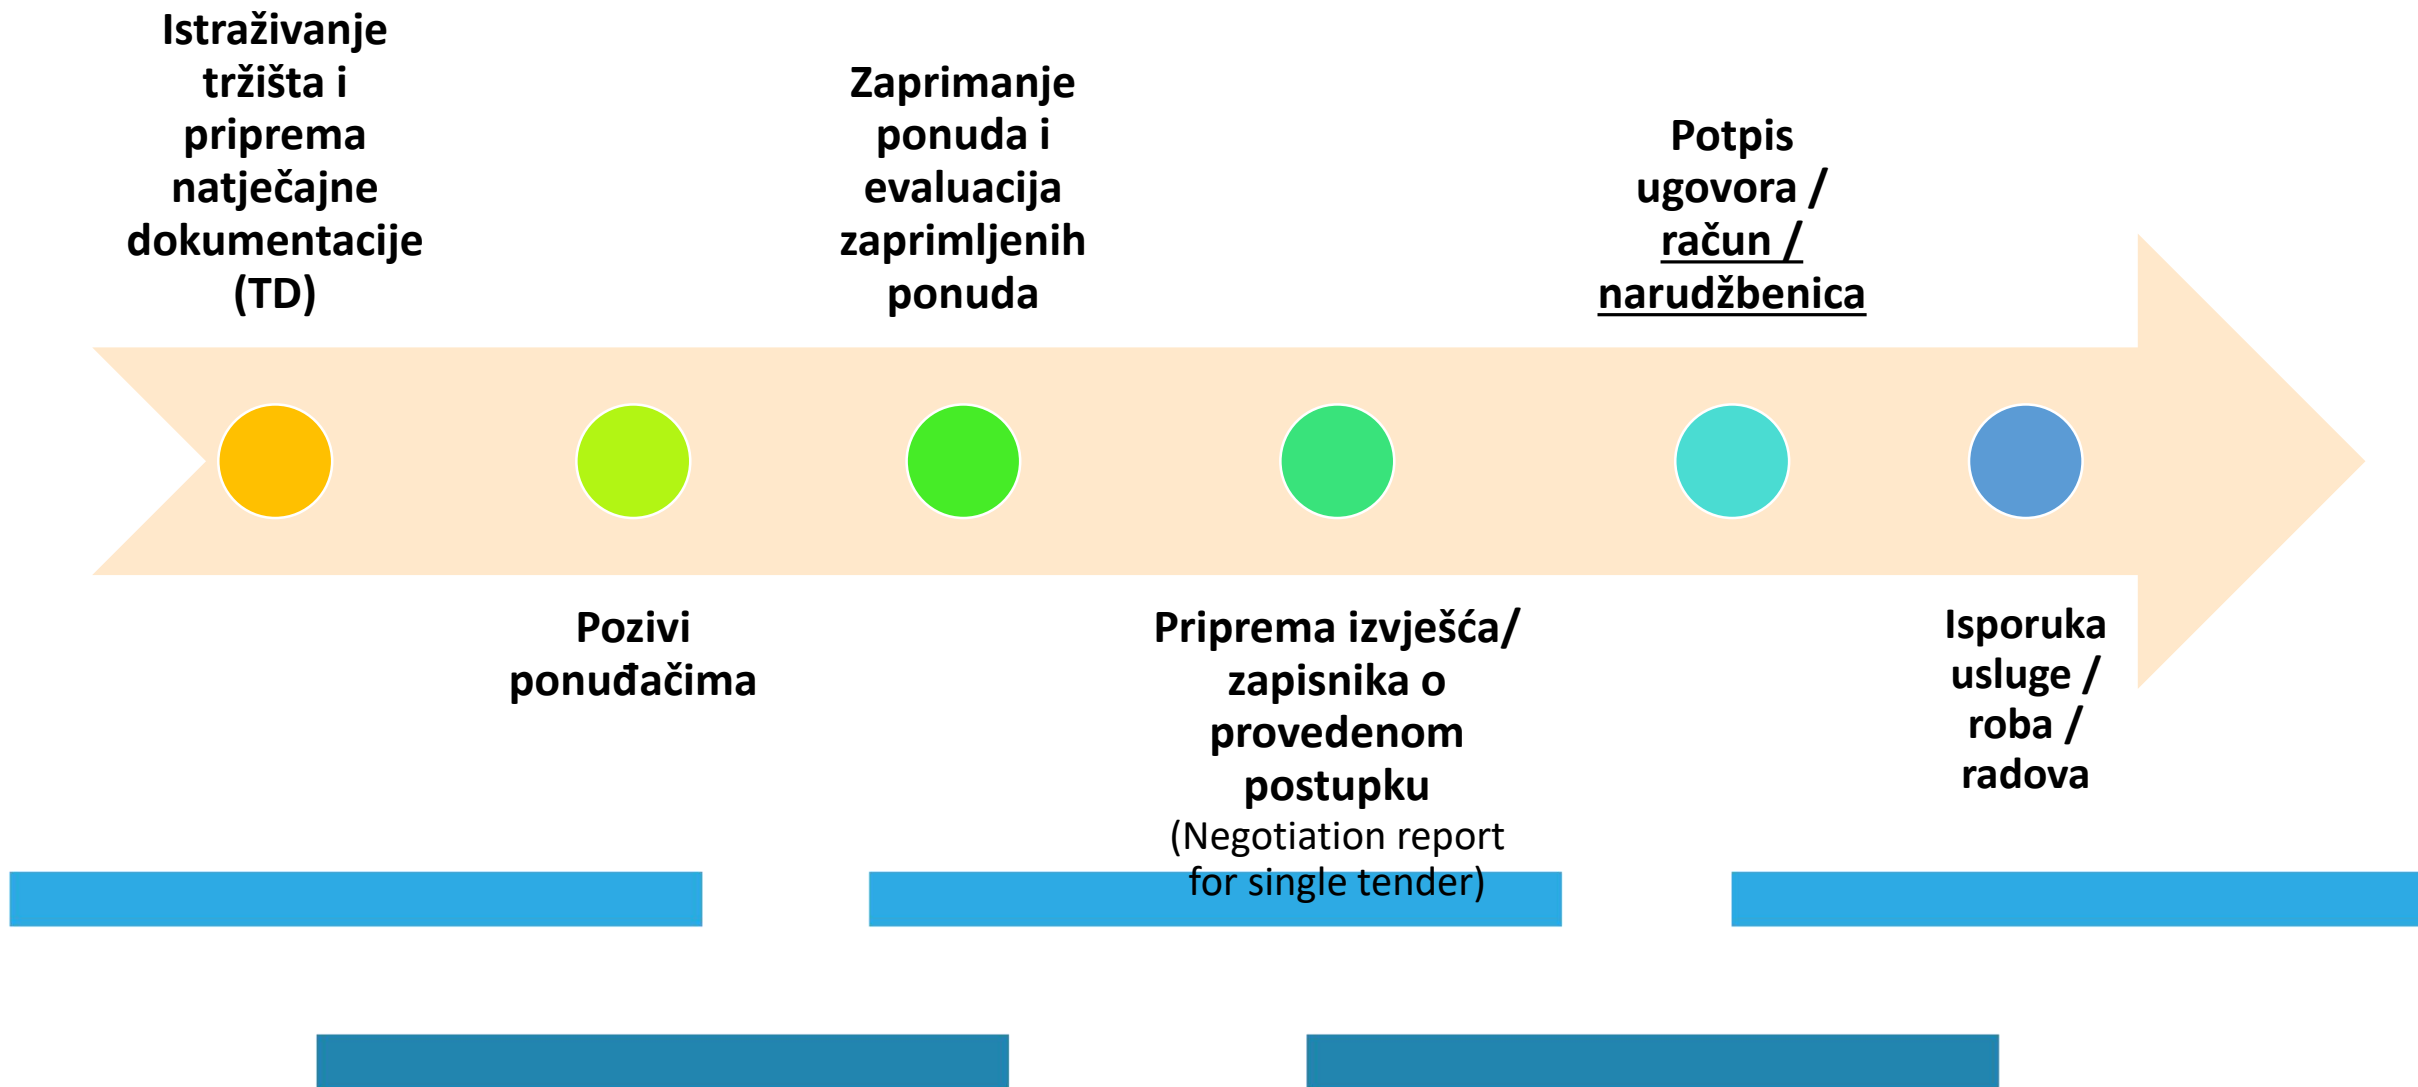 Istraživanje
tržišta i
priprema
natječajne
dokumentacije
(TD)
Pozivi
ponuđačima
Zaprimanje
ponuda i
evaluacija
zaprimljenih
ponuda
Priprema izvješća/
zapisnika o
provedenom
postupku
(Negotiation report
for single tender)
Potpis
ugovora /
račun /
narudžbenica
Isporuka
usluge /
roba /
radova